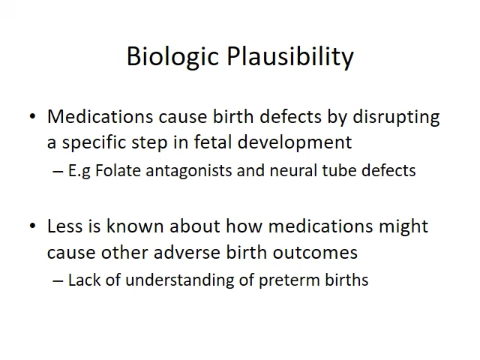 Biologic Plausibility
• Medications cause birth defects by disrupting
a specific step in fetal development
– E.g Folate antagonists and neural tube defects
• Less is known about how medications might
cause other adverse birth outcomes
– Lack of understanding of preterm births